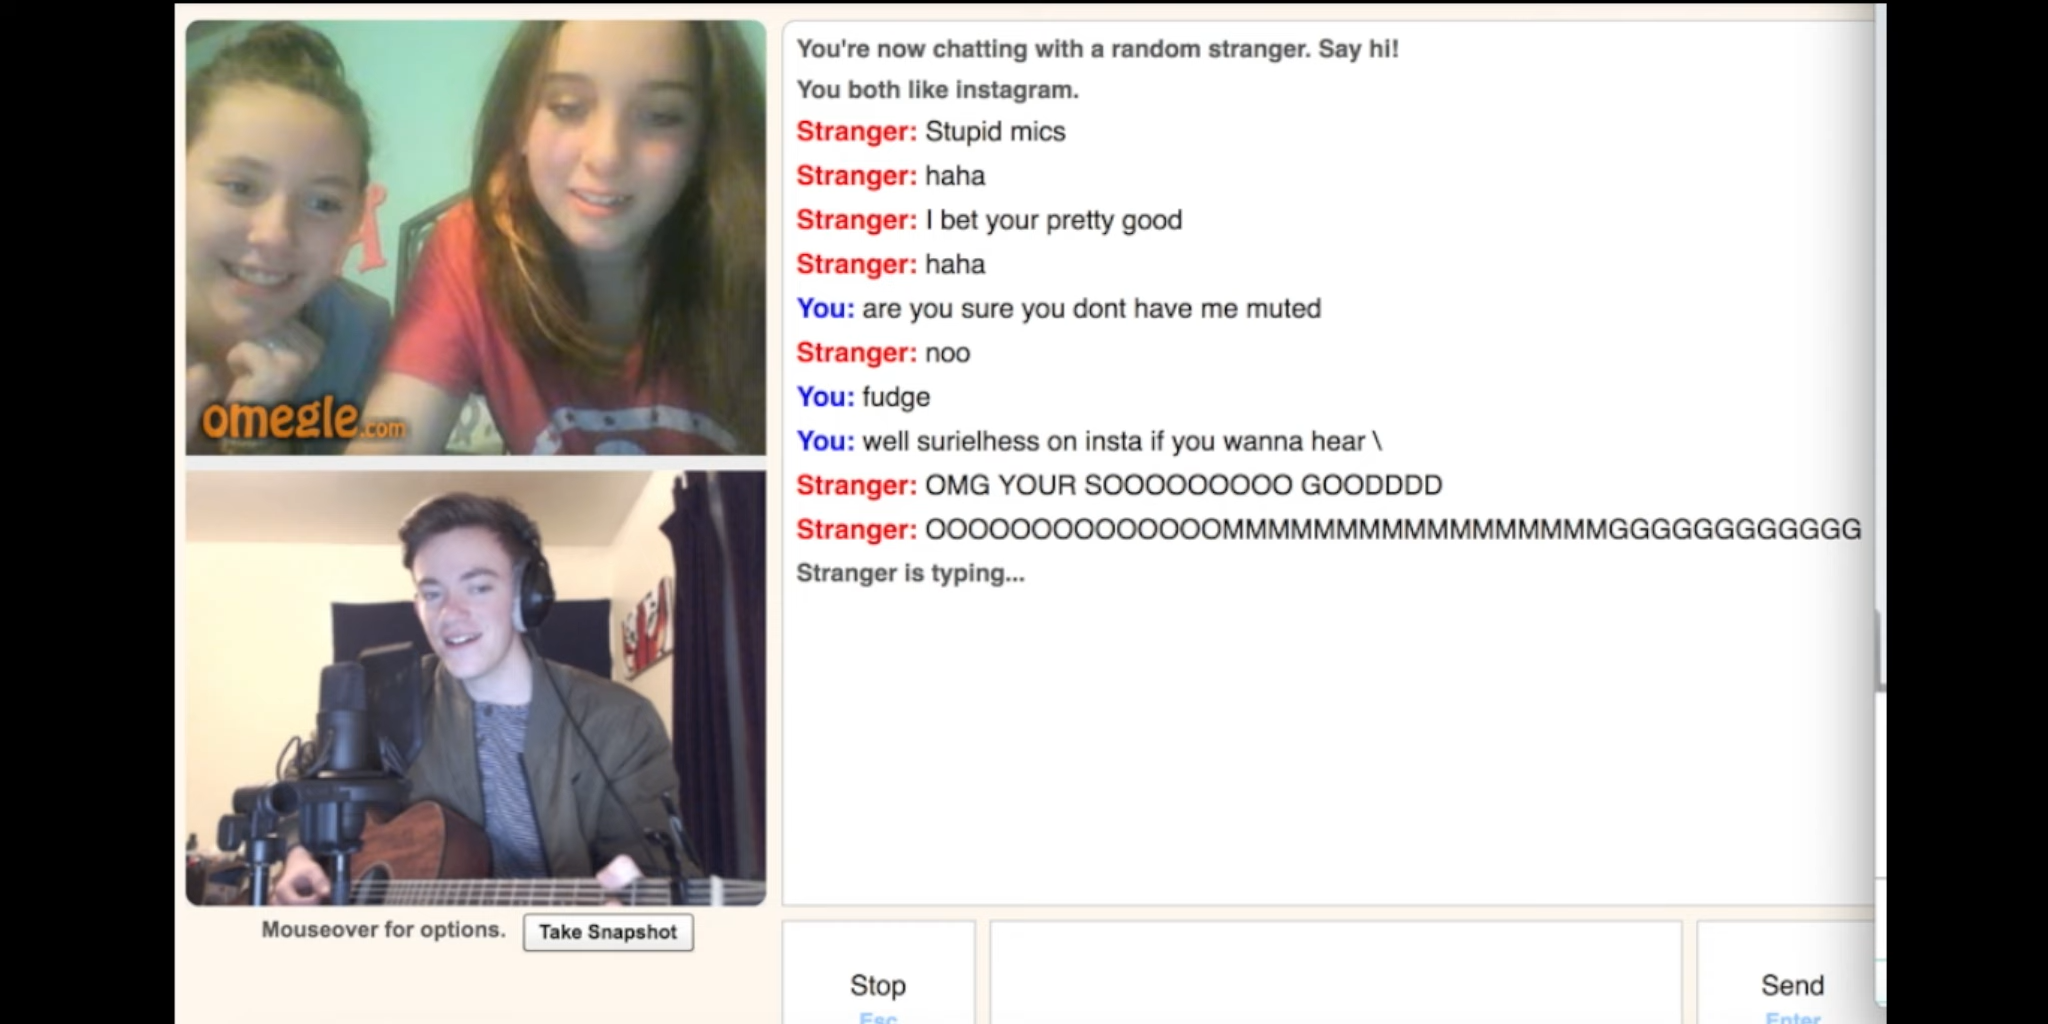 You're now chatting with a random stranger. Say hi!
You both like instagram.
Stranger: Stupid mics
Stranger: haha
Stranger: I bet your pretty good
Stranger: haha
You: are you sure you dont have me muted
Stranger: noo
You: fudge
You: well surielhess on insta if you wanna hear \
Stranger: OMG YOUR SOOOOOOOOO GOODDDD
Stranger: OOOOOOOOOOOOOOMMMMMMMMMMMMMMMMMGGGGGGGGGGGG
Stranger is typing...
omegle.com
Mouseover for options.
Take Snapshot
Stop
Esc
Send
Enter